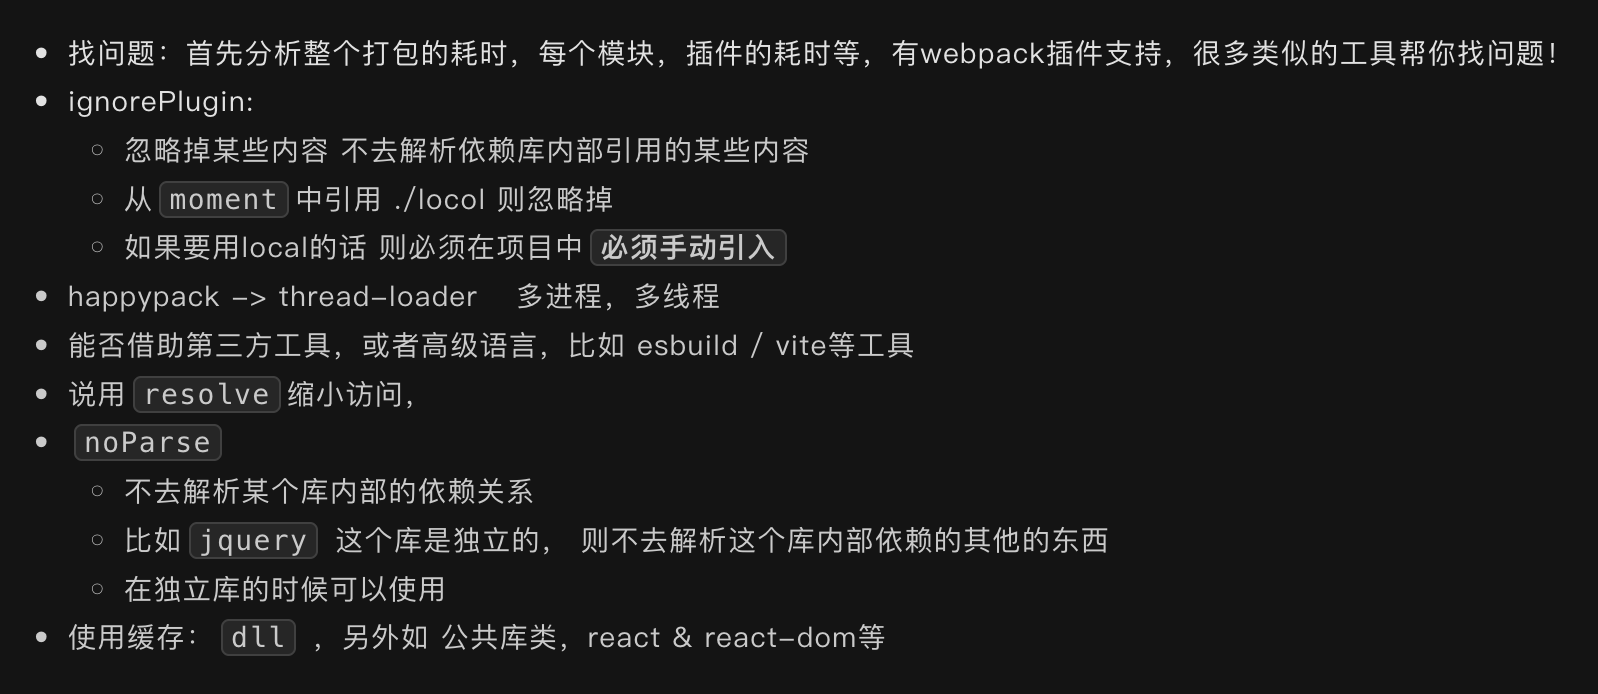 找问题：首先分析整个打包的耗时，每个模块，插件的耗时等，有webpack插件支持，很多类似的工具帮你找问题！
ignorePlugin:
忽略掉某些内容 不去解析依赖库内部引用的某些内容
从 moment 中引用 ./locol 则忽略掉
如果要用local的话 则必须在项目中 必须手动引入
happypack -> thread-loader 多进程，多线程
能否借助第三方工具，或者高级语言，比如 esbuild / vite等工具
说用 resolve 缩小访问，
noParse
不去解析某个库内部的依赖关系
比如 jquery 这个库是独立的， 则不去解析这个库内部依赖的其他的东西
在独立库的时候可以使用
使用缓存： dll ，另外如 公共库类，react & react-dom等